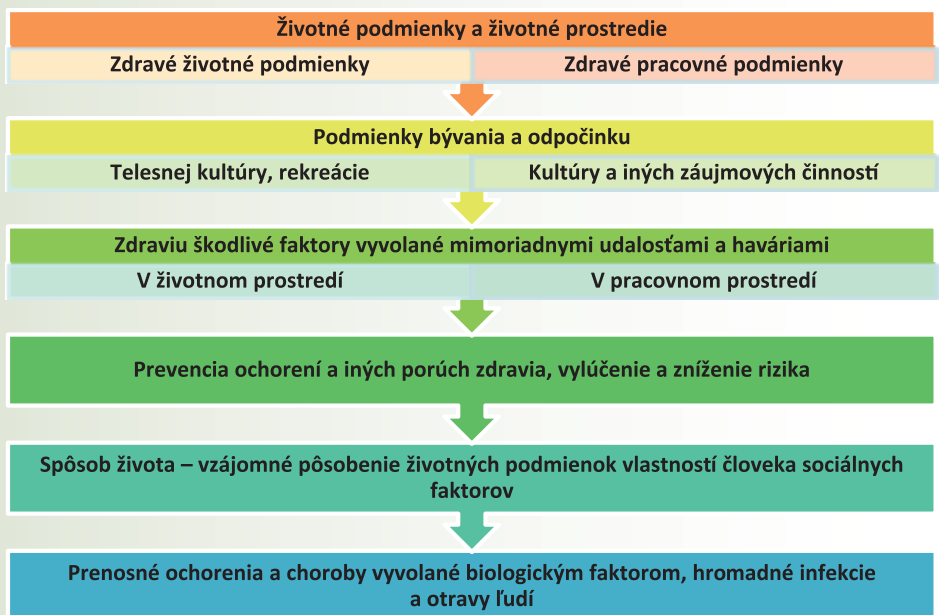 Životné podmienky a životné prostredie
Zdravé životné podmienky
Zdravé pracovné podmienky
Podmienky bývania a odpočinku
Telesnej kultúry, rekreácie
Kultúry a iných záujmových činností
Zdraviu škodlivé faktory vyvolané mimoriadnymi udalosťami a haváriami
V životnom prostredí
V pracovnom prostredí
Prevencia ochorení a iných porúch zdravia, vylúčenie a zníženie rizika
Spôsob života – vzájomné pôsobenie životných podmienok vlastností človeka sociálnych
faktorov
Prenosné ochorenia a choroby vyvolané biologickým faktorom, hromadné infekcie
a otravy ľudí